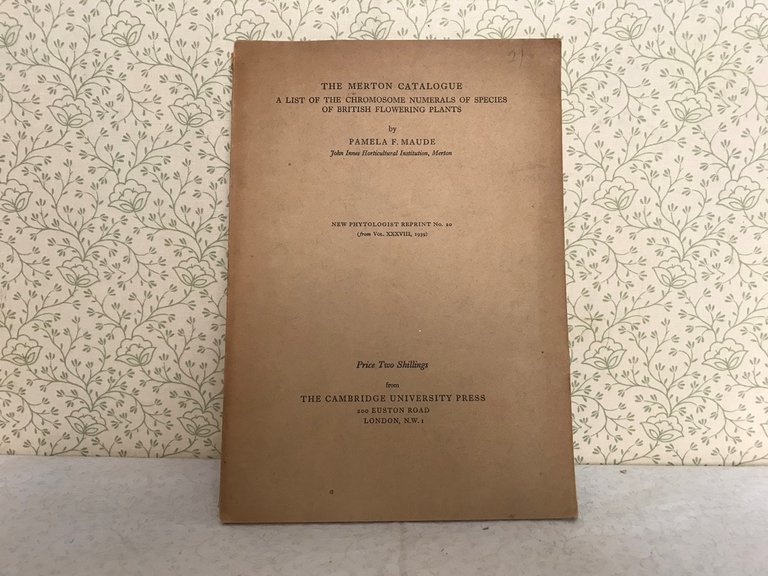 THE MERTON CATALOGUE
A LIST OF THE CHROMOSOME NUMERALS OF SPECIES
OF BRITISH FLOWERING PLANTS
by
PAMELA F. MAUDE
John Innes Horticultural Institution, Merton
NEW PHYTOLOGIST REPRINT No. 20
(from VOL. XXXVIII, 1939)
Price Two Shillings
from
THE CAMBRIDGE UNIVERSITY PRESS
200 EUSTON ROAD
LONDON, N.W. 1